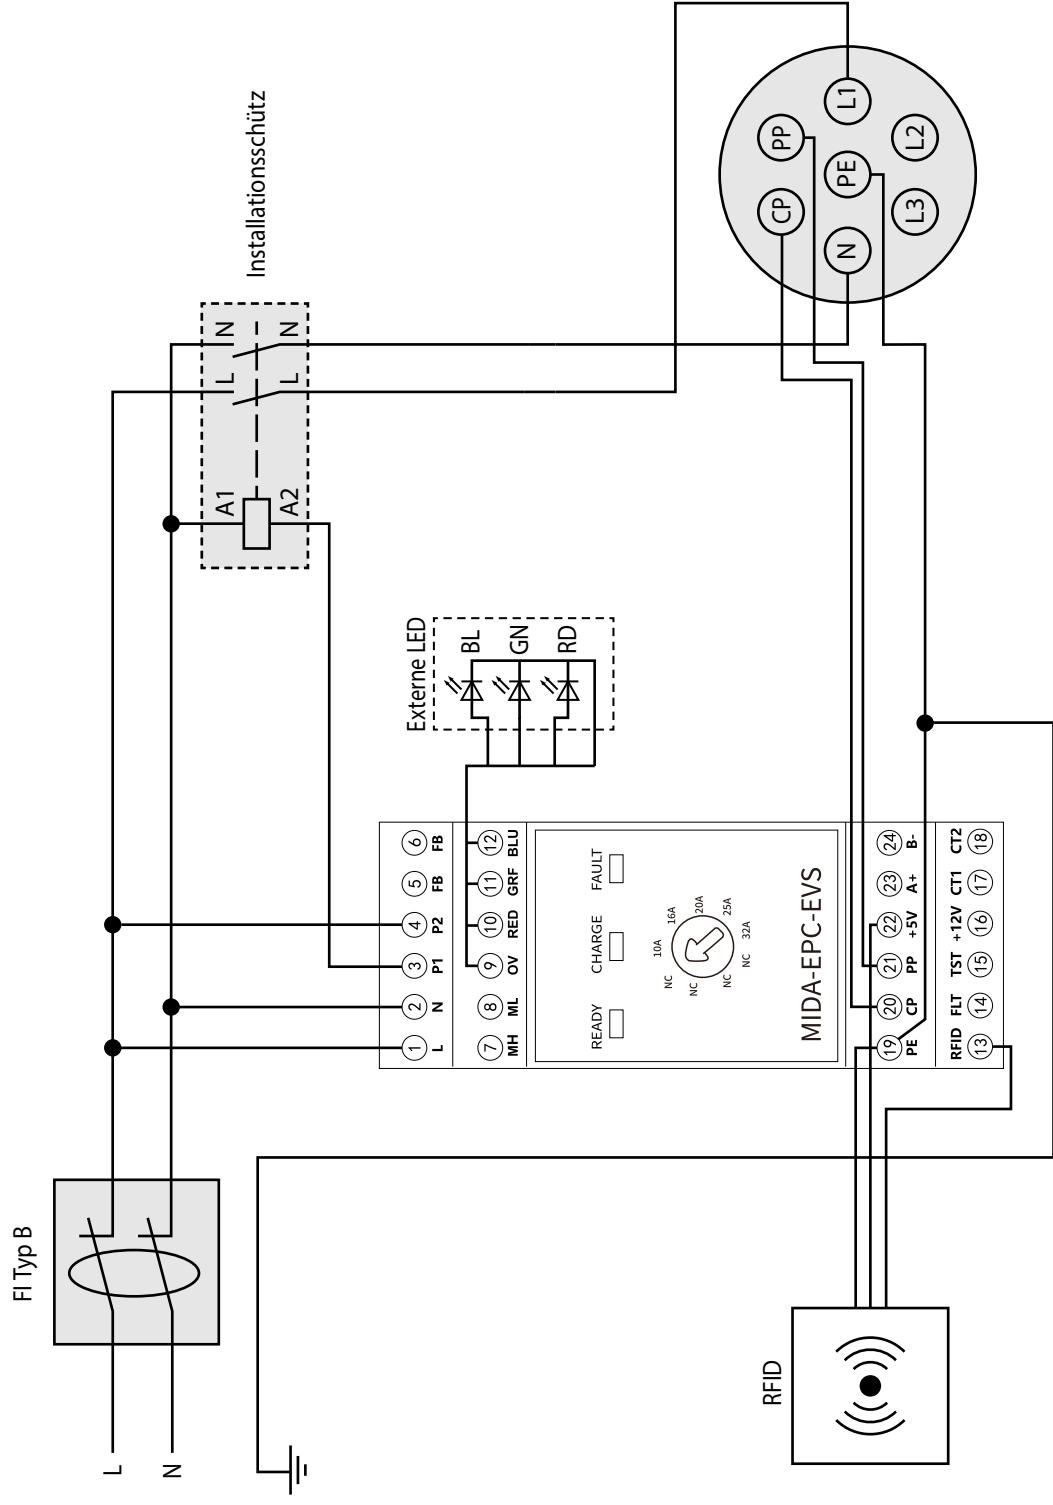 FI Typ B
L
N
Installationsschütz
A1
A2
L
N
L
N
Externe LED
BL
GN
RD
1 2 3 4 5 6
L N P1 P2 FB FB
7 8 9 10 11 12
MH ML OV RED GRF BLU
READY CHARGE FAULT
NC NC 10A 16A 20A 25A 32A NC NC
MIDA-EPC-EVS
19 20 21 22 23 24
PE CP PP +5V A+ B-
RFID FLT TST +12V CT1 CT2
13 14 15 16 17 18
CP
PP
N
PE
L1
L3
L2
RFID